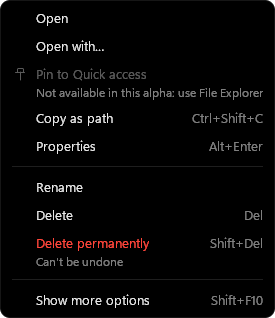 Open
Open with...
Pin to Quick access
Not available in this alpha: use File Explorer
Copy as path Ctrl+Shift+C
Properties Alt+Enter
Rename
Delete Del
Delete permanently Shift+Del
Can't be undone
Show more options Shift+F10